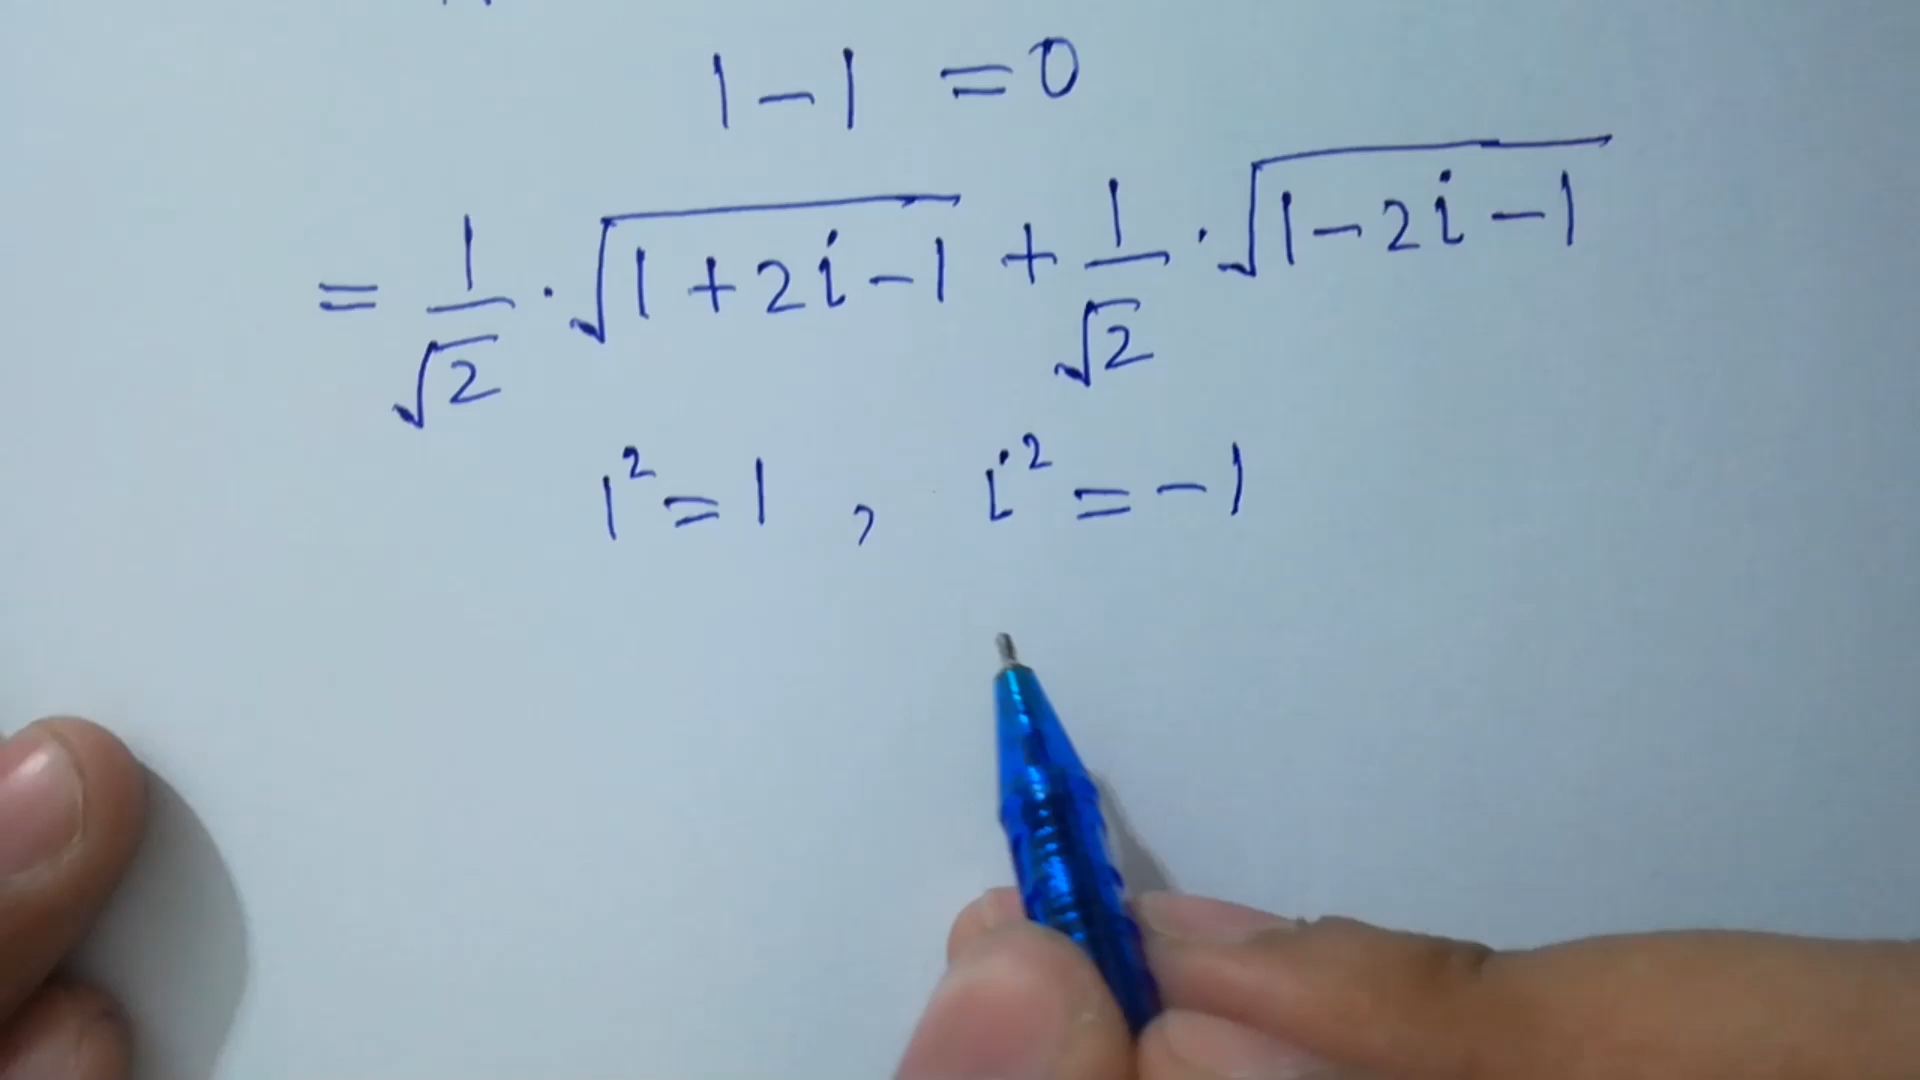 1 - 1 = 0
= 1/√2 · √(1 + 2i - 1) + 1/√2 · √(1 - 2i - 1)
1² = 1 , i² = -1